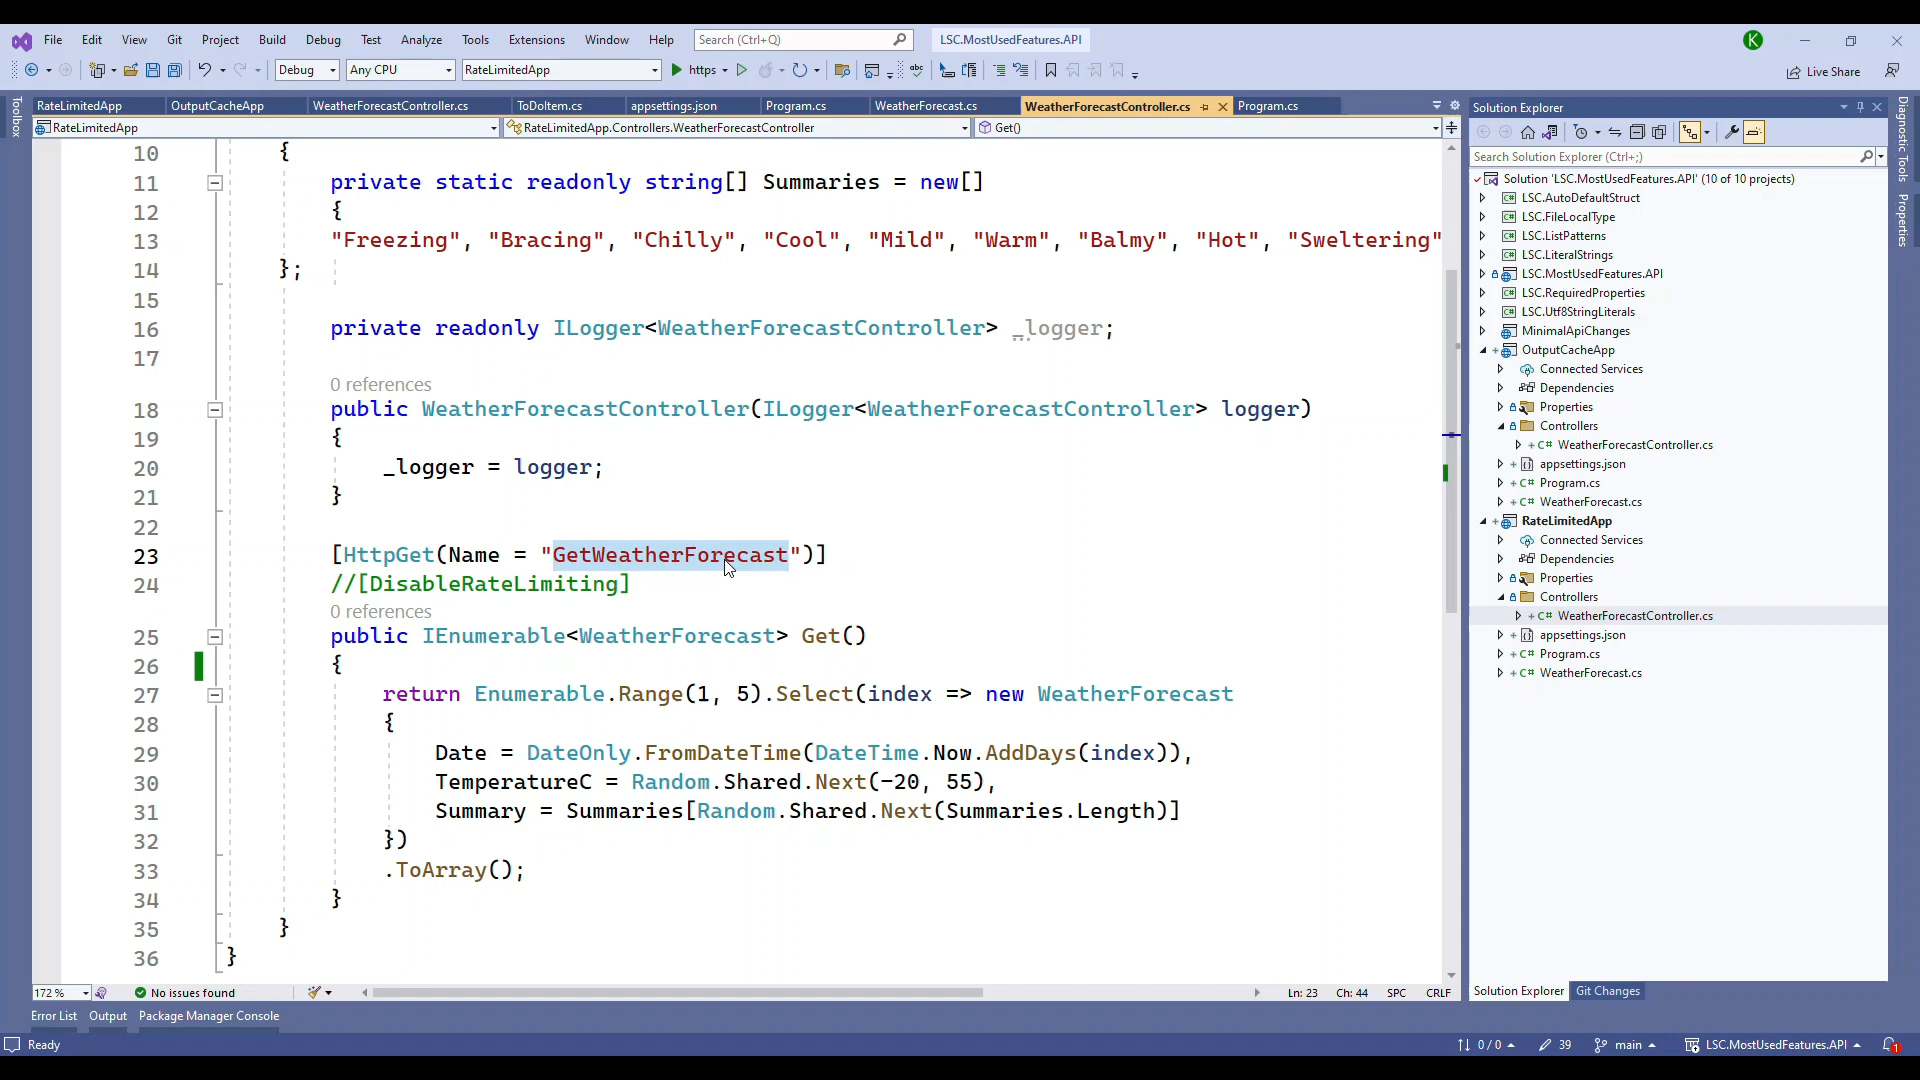 File Edit View Git Project Build Debug Test Analyze Tools Extensions Window Help Search (Ctrl+Q) LSC.MostUsedFeatures.API K
Debug Any CPU RateLimitedApp https Live Share
RateLimitedApp OutputCacheApp WeatherForecastController.cs ToDoItem.cs appsettings.json Program.cs WeatherForecast.cs WeatherForecastController.cs Program.cs
RateLimitedApp RateLimitedApp.Controllers.WeatherForecastController Get()
Toolbox
10 {
11 private static readonly string[] Summaries = new[]
12 {
13 "Freezing", "Bracing", "Chilly", "Cool", "Mild", "Warm", "Balmy", "Hot", "Sweltering"
14 };
15
16 private readonly ILogger<WeatherForecastController> _logger;
17
0 references
18 public WeatherForecastController(ILogger<WeatherForecastController> logger)
19 {
20 _logger = logger;
21 }
22
23 [HttpGet(Name = "GetWeatherForecast")]
24 //[DisableRateLimiting]
0 references
25 public IEnumerable<WeatherForecast> Get()
26 {
27 return Enumerable.Range(1, 5).Select(index => new WeatherForecast
28 {
29 Date = DateOnly.FromDateTime(DateTime.Now.AddDays(index)),
30 TemperatureC = Random.Shared.Next(-20, 55),
31 Summary = Summaries[Random.Shared.Next(Summaries.Length)]
32 })
33 .ToArray();
34 }
35 }
36 }
172 % No issues found Ln: 23 Ch: 44 SPC CRLF
Error List Output Package Manager Console
Solution Explorer
Search Solution Explorer (Ctrl+;)
Solution 'LSC.MostUsedFeatures.API' (10 of 10 projects)
LSC.AutoDefaultStruct
LSC.FileLocalType
LSC.ListPatterns
LSC.LiteralStrings
LSC.MostUsedFeatures.API
LSC.RequiredProperties
LSC.Utf8StringLiterals
MinimalApiChanges
OutputCacheApp
Connected Services
Dependencies
Properties
Controllers
C# WeatherForecastController.cs
appsettings.json
C# Program.cs
C# WeatherForecast.cs
RateLimitedApp
Connected Services
Dependencies
Properties
Controllers
C# WeatherForecastController.cs
appsettings.json
C# Program.cs
C# WeatherForecast.cs
Solution Explorer Git Changes
Diagnostic Tools
Properties
Ready 0 / 0 39 main LSC.MostUsedFeatures.API 1